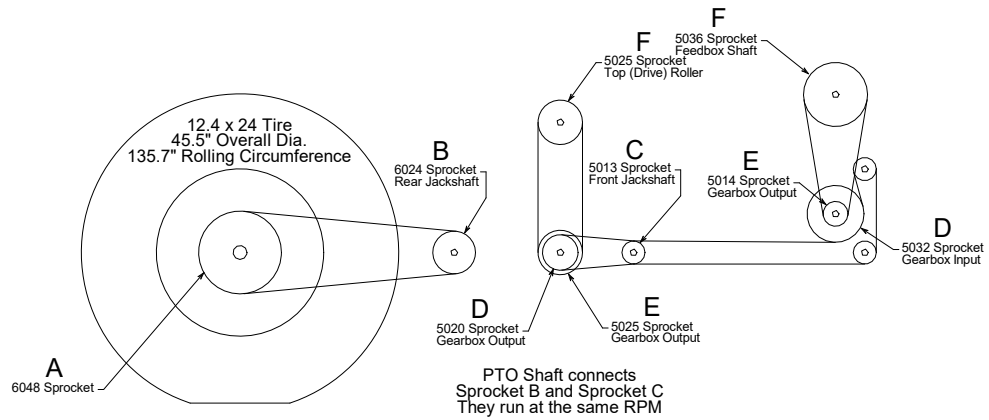 F
5036 Sprocket
Feedbox Shaft
F
5025 Sprocket
Top (Drive) Roller
12.4 x 24 Tire
45.5" Overall Dia.
135.7" Rolling Circumference
B
6024 Sprocket
Rear Jackshaft
C
5013 Sprocket
Front Jackshaft
E
5014 Sprocket
Gearbox Output
D
5032 Sprocket
Gearbox Input
D
5020 Sprocket
Gearbox Output
E
5025 Sprocket
Gearbox Output
A
6048 Sprocket
PTO Shaft connects
Sprocket B and Sprocket C
They run at the same RPM